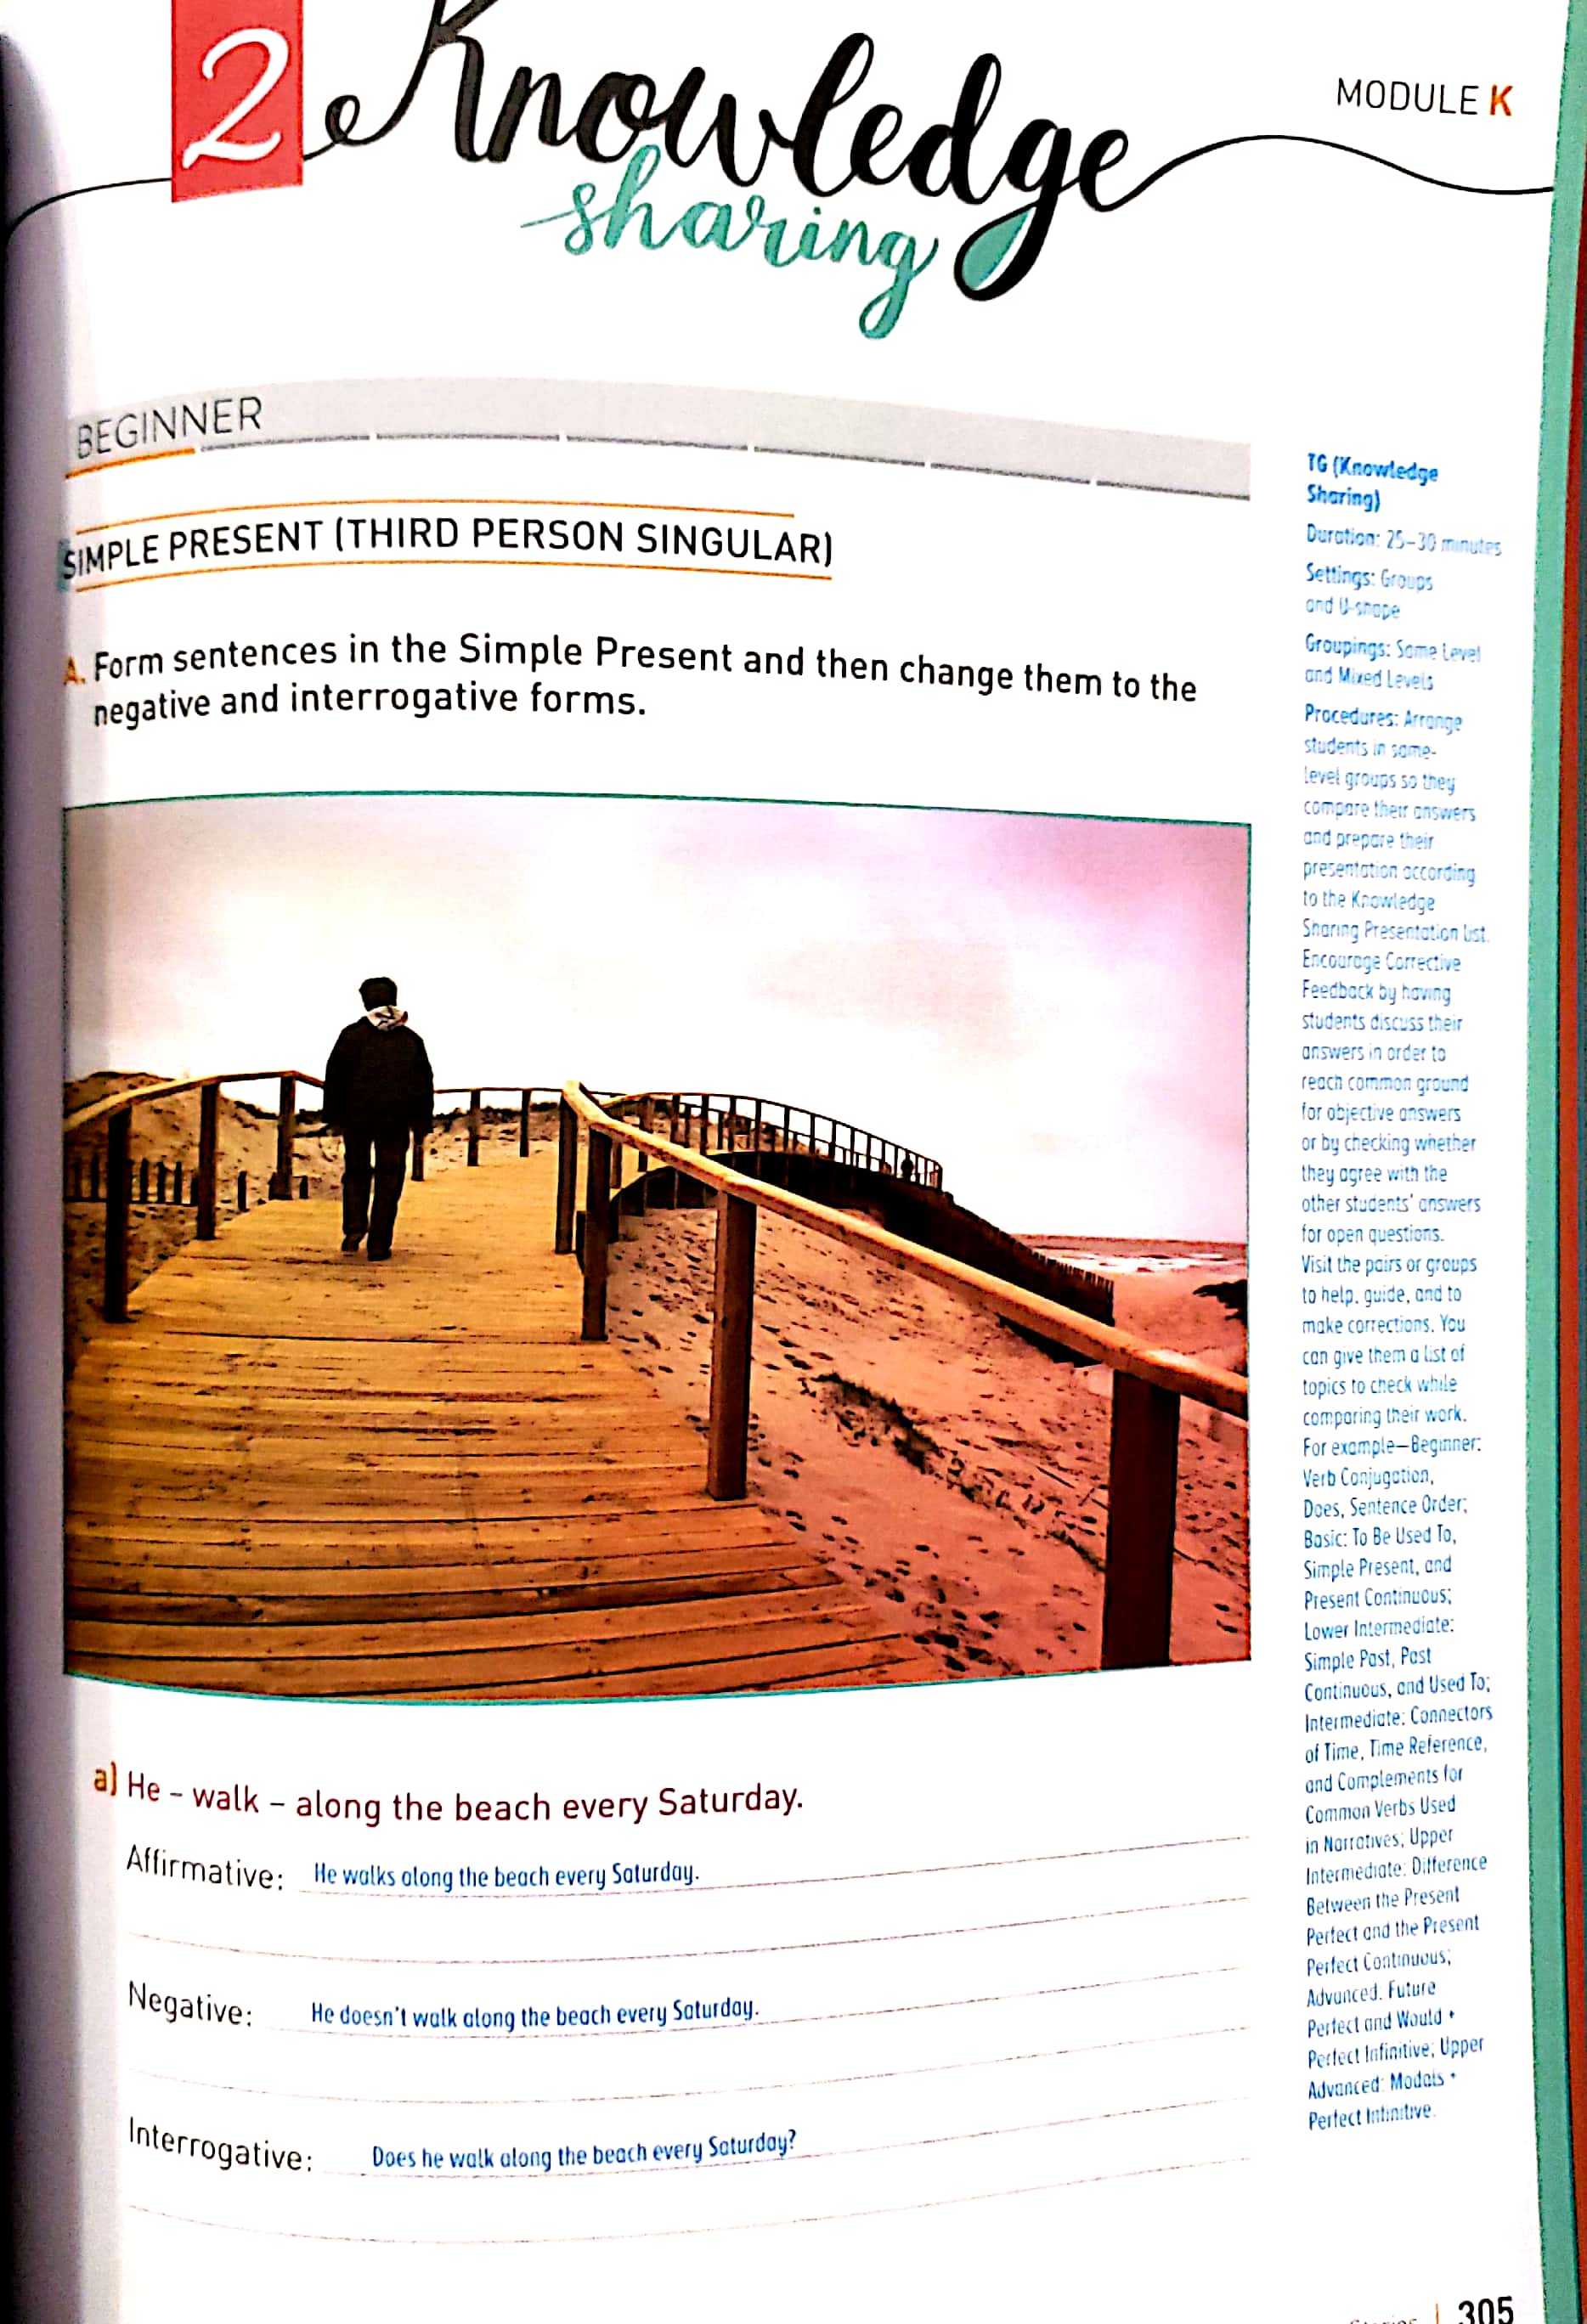 2 Knowledge
sharing
MODULE K
BEGINNER
SIMPLE PRESENT (THIRD PERSON SINGULAR)
A. Form sentences in the Simple Present and then change them to the
negative and interrogative forms.
a) He – walk – along the beach every Saturday.
Affirmative: He walks along the beach every Saturday.
Negative: He doesn't walk along the beach every Saturday.
Interrogative: Does he walk along the beach every Saturday?
TG (Knowledge
Sharing)
Duration: 25–30 minutes
Settings: Groups
and U-shape
Groupings: Same Level
and Mixed Levels
Procedures: Arrange
students in same-
level groups so they
compare their answers
and prepare their
presentation according
to the Knowledge
Sharing Presentation list.
Encourage Corrective
Feedback by having
students discuss their
answers in order to
reach common ground
for objective answers
or by checking whether
they agree with the
other students' answers
for open questions.
Visit the pairs or groups
to help, guide, and to
make corrections. You
can give them a list of
topics to check while
comparing their work.
For example—Beginner:
Verb Conjugation,
Does, Sentence Order;
Basic: To Be Used To,
Simple Present, and
Present Continuous;
Lower Intermediate:
Simple Past, Past
Continuous, and Used To;
Intermediate: Connectors
of Time, Time Reference,
and Complements for
Common Verbs Used
in Narratives; Upper
Intermediate: Difference
Between the Present
Perfect and the Present
Perfect Continuous;
Advanced: Future
Perfect and Would +
Perfect Infinitive; Upper
Advanced: Modals +
Perfect Infinitive.
305